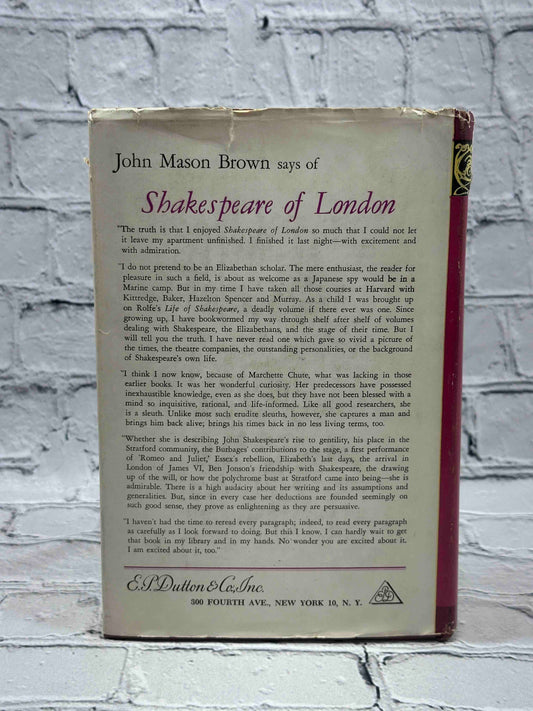 John Mason Brown says of
Shakespeare of London
"The truth is that I enjoyed Shakespeare of London so much that I could not let
it leave my apartment unfinished. I finished it last night—with excitement and
with admiration.
"I do not pretend to be an Elizabethan scholar. The mere enthusiast, the reader for
pleasure in such a field, is about as welcome as a Japanese spy would be in a
Marine camp. But in my time I have taken all those courses at Harvard with
Kittredge, Baker, Hazelton Spencer and Murray. As a child I was brought up
on Rolfe's Life of Shakespeare, a deadly volume if there ever was one. Since
growing up, I have bookwormed my way through shelf after shelf of volumes
dealing with Shakespeare, the Elizabethans, and the stage of their time. But I
will tell you the truth. I have never read one which gave so vivid a picture of
the times, the theatre companies, the outstanding personalities, or the background
of Shakespeare's own life.
"I think I now know, because of Marchette Chute, what was lacking in those
earlier books. It was her wonderful curiosity. Her predecessors have possessed
inexhaustible knowledge, even as she does, but they have not been blessed with a
mind so inquisitive, rational, and life-informed. Like all good researchers, she
is a sleuth. Unlike most such erudite sleuths, however, she captures a man and
brings him back alive; brings his times back in no less living terms, too.
"Whether she is describing John Shakespeare's rise to gentility, his place in the
Stratford community, the Burbages' contributions to the stage, a first performance
of 'Romeo and Juliet,' Essex's rebellion, Elizabeth's last days, the arrival in
London of James VI, Ben Jonson's friendship with Shakespeare, the drawing
up of the will, or how the polychrome bust at Stratford came into being—she is
admirable. There is a high audacity about her writing and its assumptions and
generalities. But, since in every case her deductions are founded seemingly on
such good sense, they prove as enlightening as they are persuasive.
"I haven't had the time to reread every paragraph; indeed, to read every paragraph
as carefully as I look forward to doing. But this I know, I can hardly wait to get
that book in my library and in my hands. No wonder you are excited about it.
I am excited about it, too."
E.P. Dutton & Co., Inc.
300 FOURTH AVE., NEW YORK 10, N. Y.